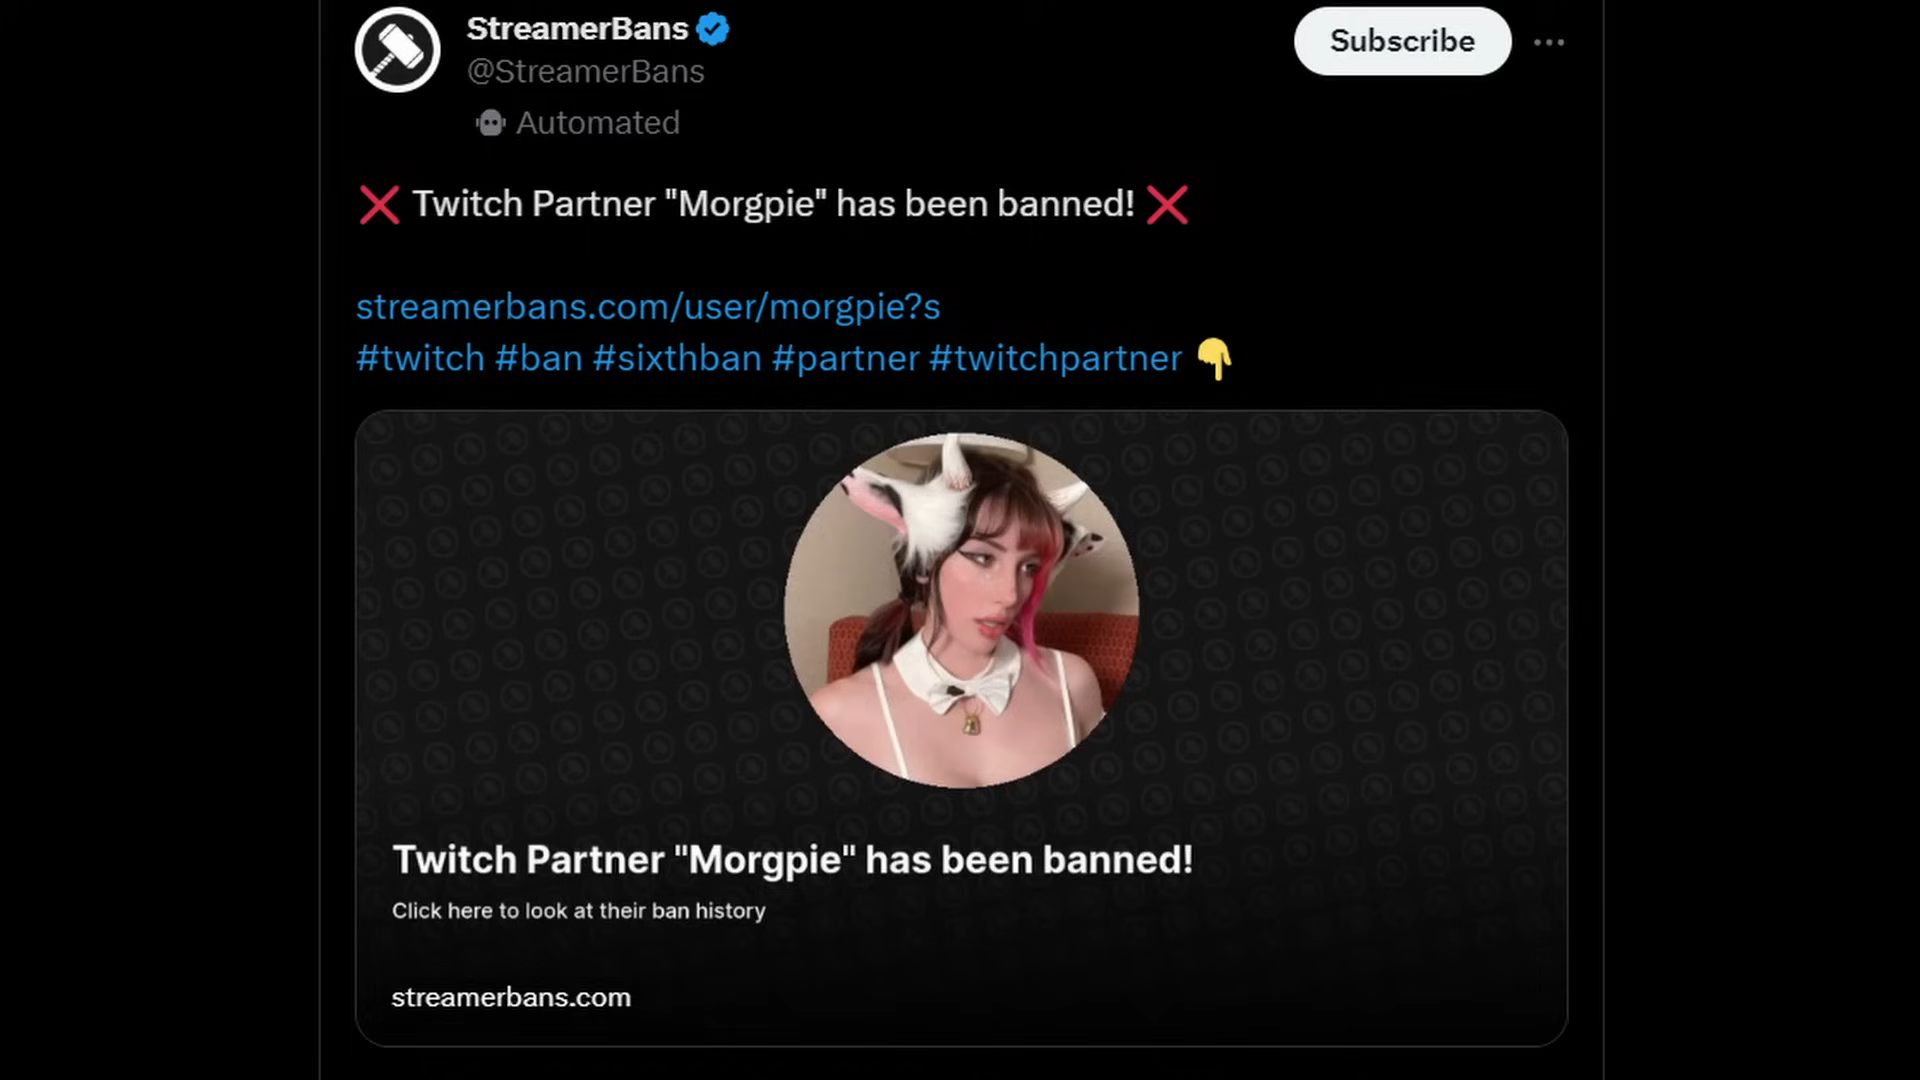 StreamerBans
Subscribe
@StreamerBans
Automated
❌ Twitch Partner "Morgpie" has been banned! ❌
streamerbans.com/user/morgpie?s
#twitch #ban #sixthban #partner #twitchpartner 👇
Twitch Partner "Morgpie" has been banned!
Click here to look at their ban history
streamerbans.com